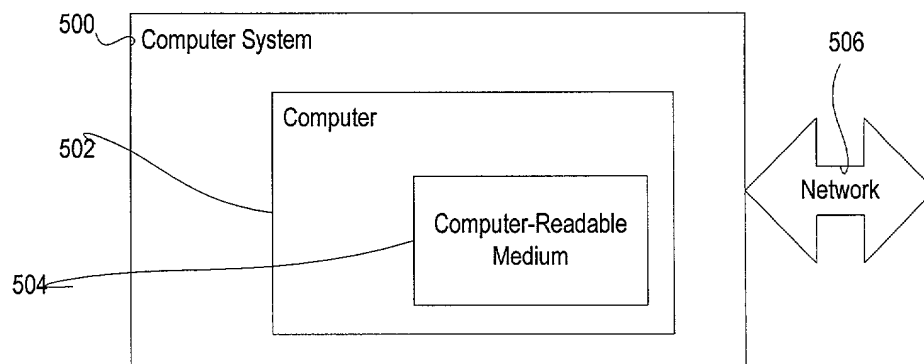 500
Computer System
506
Computer
502
Network
Computer-Readable
Medium
504